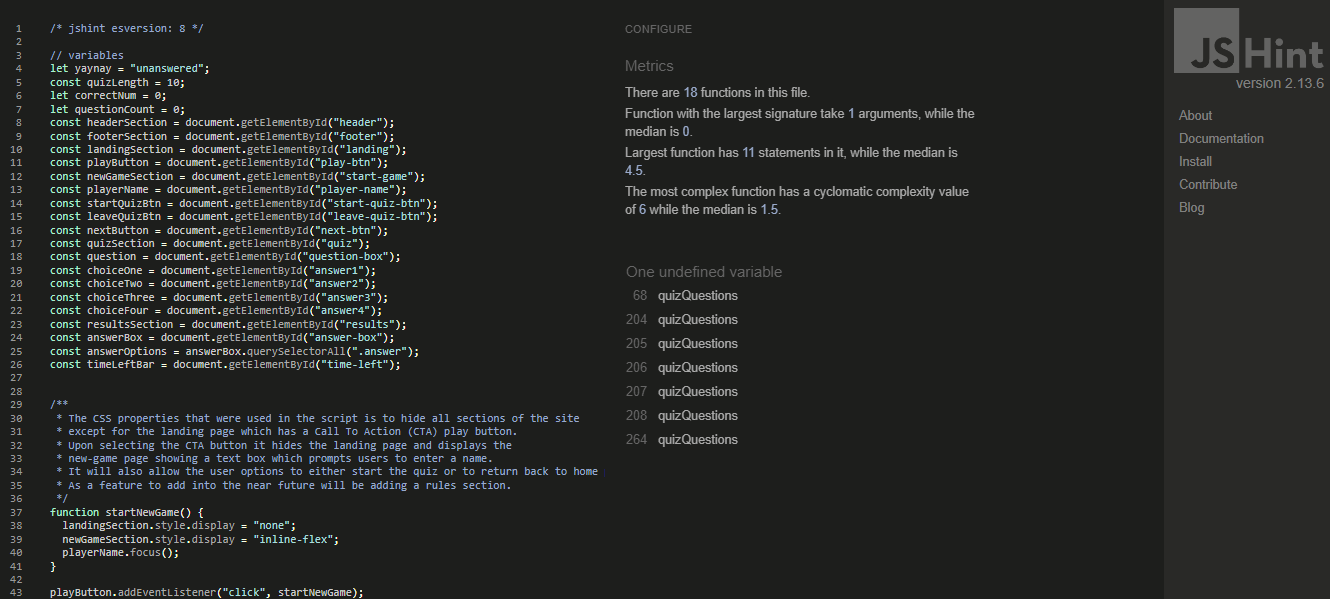 1 /* jshint esversion: 8 */
2
3 // variables
4 let yaynay = "unanswered";
5 const quizLength = 10;
6 let correctNum = 0;
7 let questionCount = 0;
8 const headerSection = document.getElementById("header");
9 const footerSection = document.getElementById("footer");
10 const landingSection = document.getElementById("landing");
11 const playButton = document.getElementById("play-btn");
12 const newGameSection = document.getElementById("start-game");
13 const playerName = document.getElementById("player-name");
14 const startQuizBtn = document.getElementById("start-quiz-btn");
15 const leaveQuizBtn = document.getElementById("leave-quiz-btn");
16 const nextButton = document.getElementById("next-btn");
17 const quizSection = document.getElementById("quiz");
18 const question = document.getElementById("question-box");
19 const choiceOne = document.getElementById("answer1");
20 const choiceTwo = document.getElementById("answer2");
21 const choiceThree = document.getElementById("answer3");
22 const choiceFour = document.getElementById("answer4");
23 const resultsSection = document.getElementById("results");
24 const answerBox = document.getElementById("answer-box");
25 const answerOptions = answerBox.querySelectorAll(".answer");
26 const timeLeftBar = document.getElementById("time-left");
27
28
29 /**
30 * The CSS properties that were used in the script is to hide all sections of the site
31 * except for the landing page which has a Call To Action (CTA) play button.
32 * Upon selecting the CTA button it hides the landing page and displays the
33 * new-game page showing a text box which prompts users to enter a name.
34 * It will also allow the user options to either start the quiz or to return back to home
35 * As a feature to add into the near future will be adding a rules section.
36 */
37 function startNewGame() {
38 landingSection.style.display = "none";
39 newGameSection.style.display = "inline-flex";
40 playerName.focus();
41 }
42
43 playButton.addEventListener("click", startNewGame);
CONFIGURE
Metrics
There are 18 functions in this file.
Function with the largest signature take 1 arguments, while the
median is 0.
Largest function has 11 statements in it, while the median is
4.5.
The most complex function has a cyclomatic complexity value
of 6 while the median is 1.5.
One undefined variable
68 quizQuestions
204 quizQuestions
205 quizQuestions
206 quizQuestions
207 quizQuestions
208 quizQuestions
264 quizQuestions
JSHint
version 2.13.6
About
Documentation
Install
Contribute
Blog